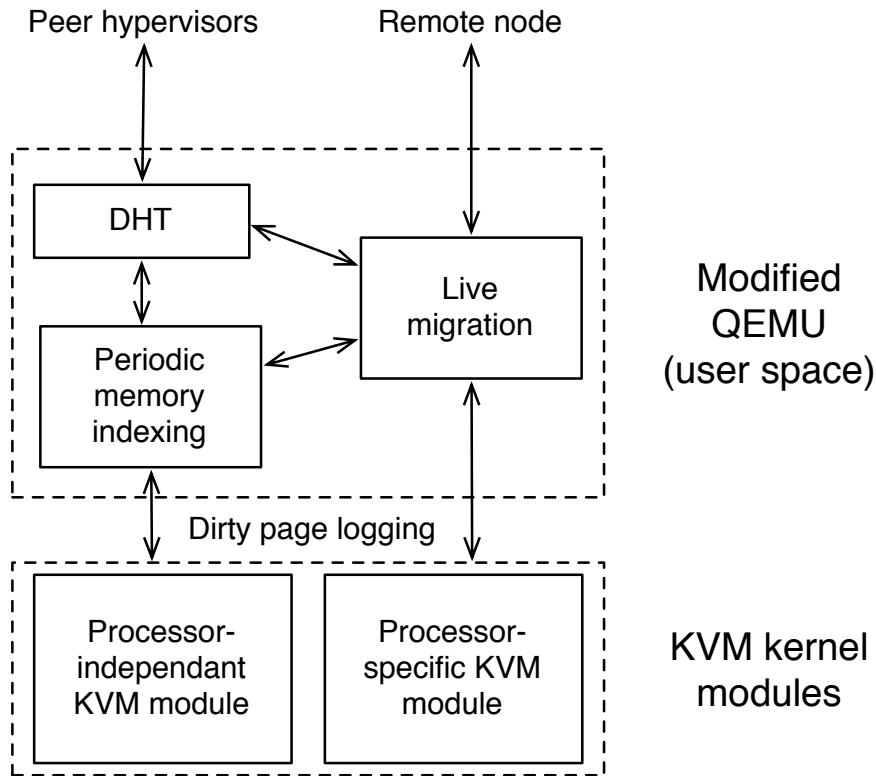 Peer hypervisors
Remote node
DHT
Live
migration
Periodic
memory
indexing
Modified
QEMU
(user space)
Dirty page logging
Processor-
independant
KVM module
Processor-
specific KVM
module
KVM kernel
modules